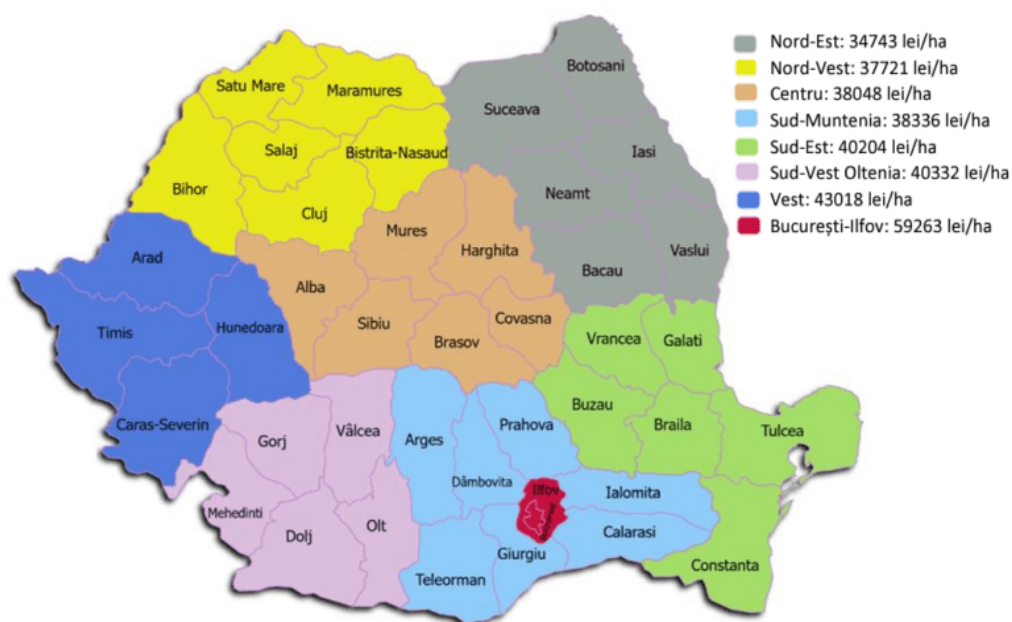 Nord-Est: 34743 lei/ha
Nord-Vest: 37721 lei/ha
Centru: 38048 lei/ha
Sud-Muntenia: 38336 lei/ha
Sud-Est: 40204 lei/ha
Sud-Vest Oltenia: 40332 lei/ha
Vest: 43018 lei/ha
București-Ilfov: 59263 lei/ha
Botosani
Satu Mare
Maramures
Suceava
Salaj
Bistrita-Nasaud
Iasi
Bihor
Neamt
Cluj
Mures
Harghita
Vaslui
Arad
Bacau
Alba
Covasna
Timis
Hunedoara
Sibiu
Brasov
Vrancea
Galati
Buzau
Caras-Severin
Gorj
Vâlcea
Arges
Prahova
Braila
Tulcea
Dâmbovita
Ilfov
Ialomita
Mehedinti
Dolj
Olt
Giurgiu
Calarasi
Teleorman
Constanta